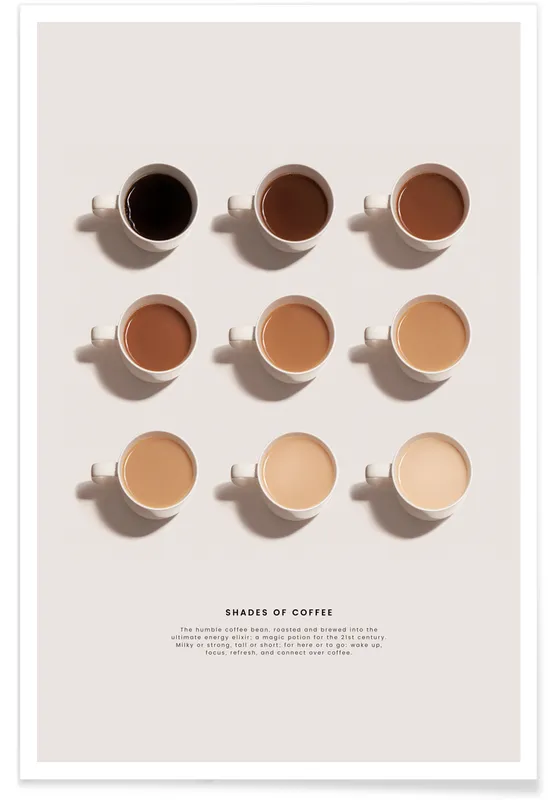 SHADES OF COFFEE
The humble coffee bean, roasted and brewed into the
ultimate energy elixir; a magic potion for the 21st century.
Milky or strong, tall or short; for here or to go: wake up,
focus, refresh, and connect over coffee.